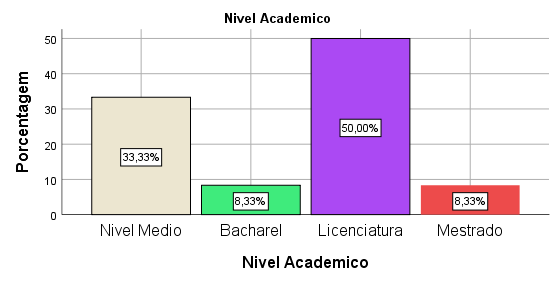 Nivel Academico
Porcentagem
50
40
30
20
10
0
33,33%
8,33%
50,00%
8,33%
Nivel Medio
Bacharel
Licenciatura
Mestrado
Nivel Academico